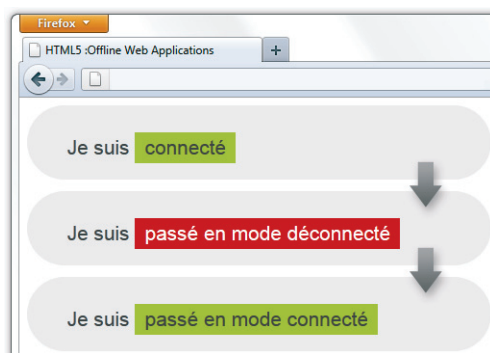 Firefox
HTML5 :Offline Web Applications
Je suis connecté
Je suis passé en mode déconnecté
Je suis passé en mode connecté